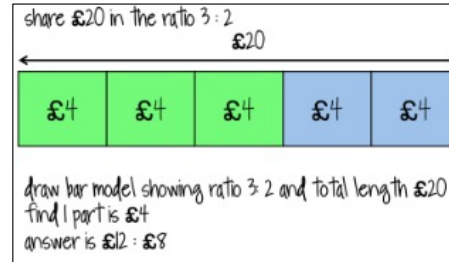 share £20 in the ratio 3:2
£20
£4 £4 £4 £4 £4
draw bar model showing ratio 3:2 and total length £20
find 1 part is £4
answer is £12 : £8